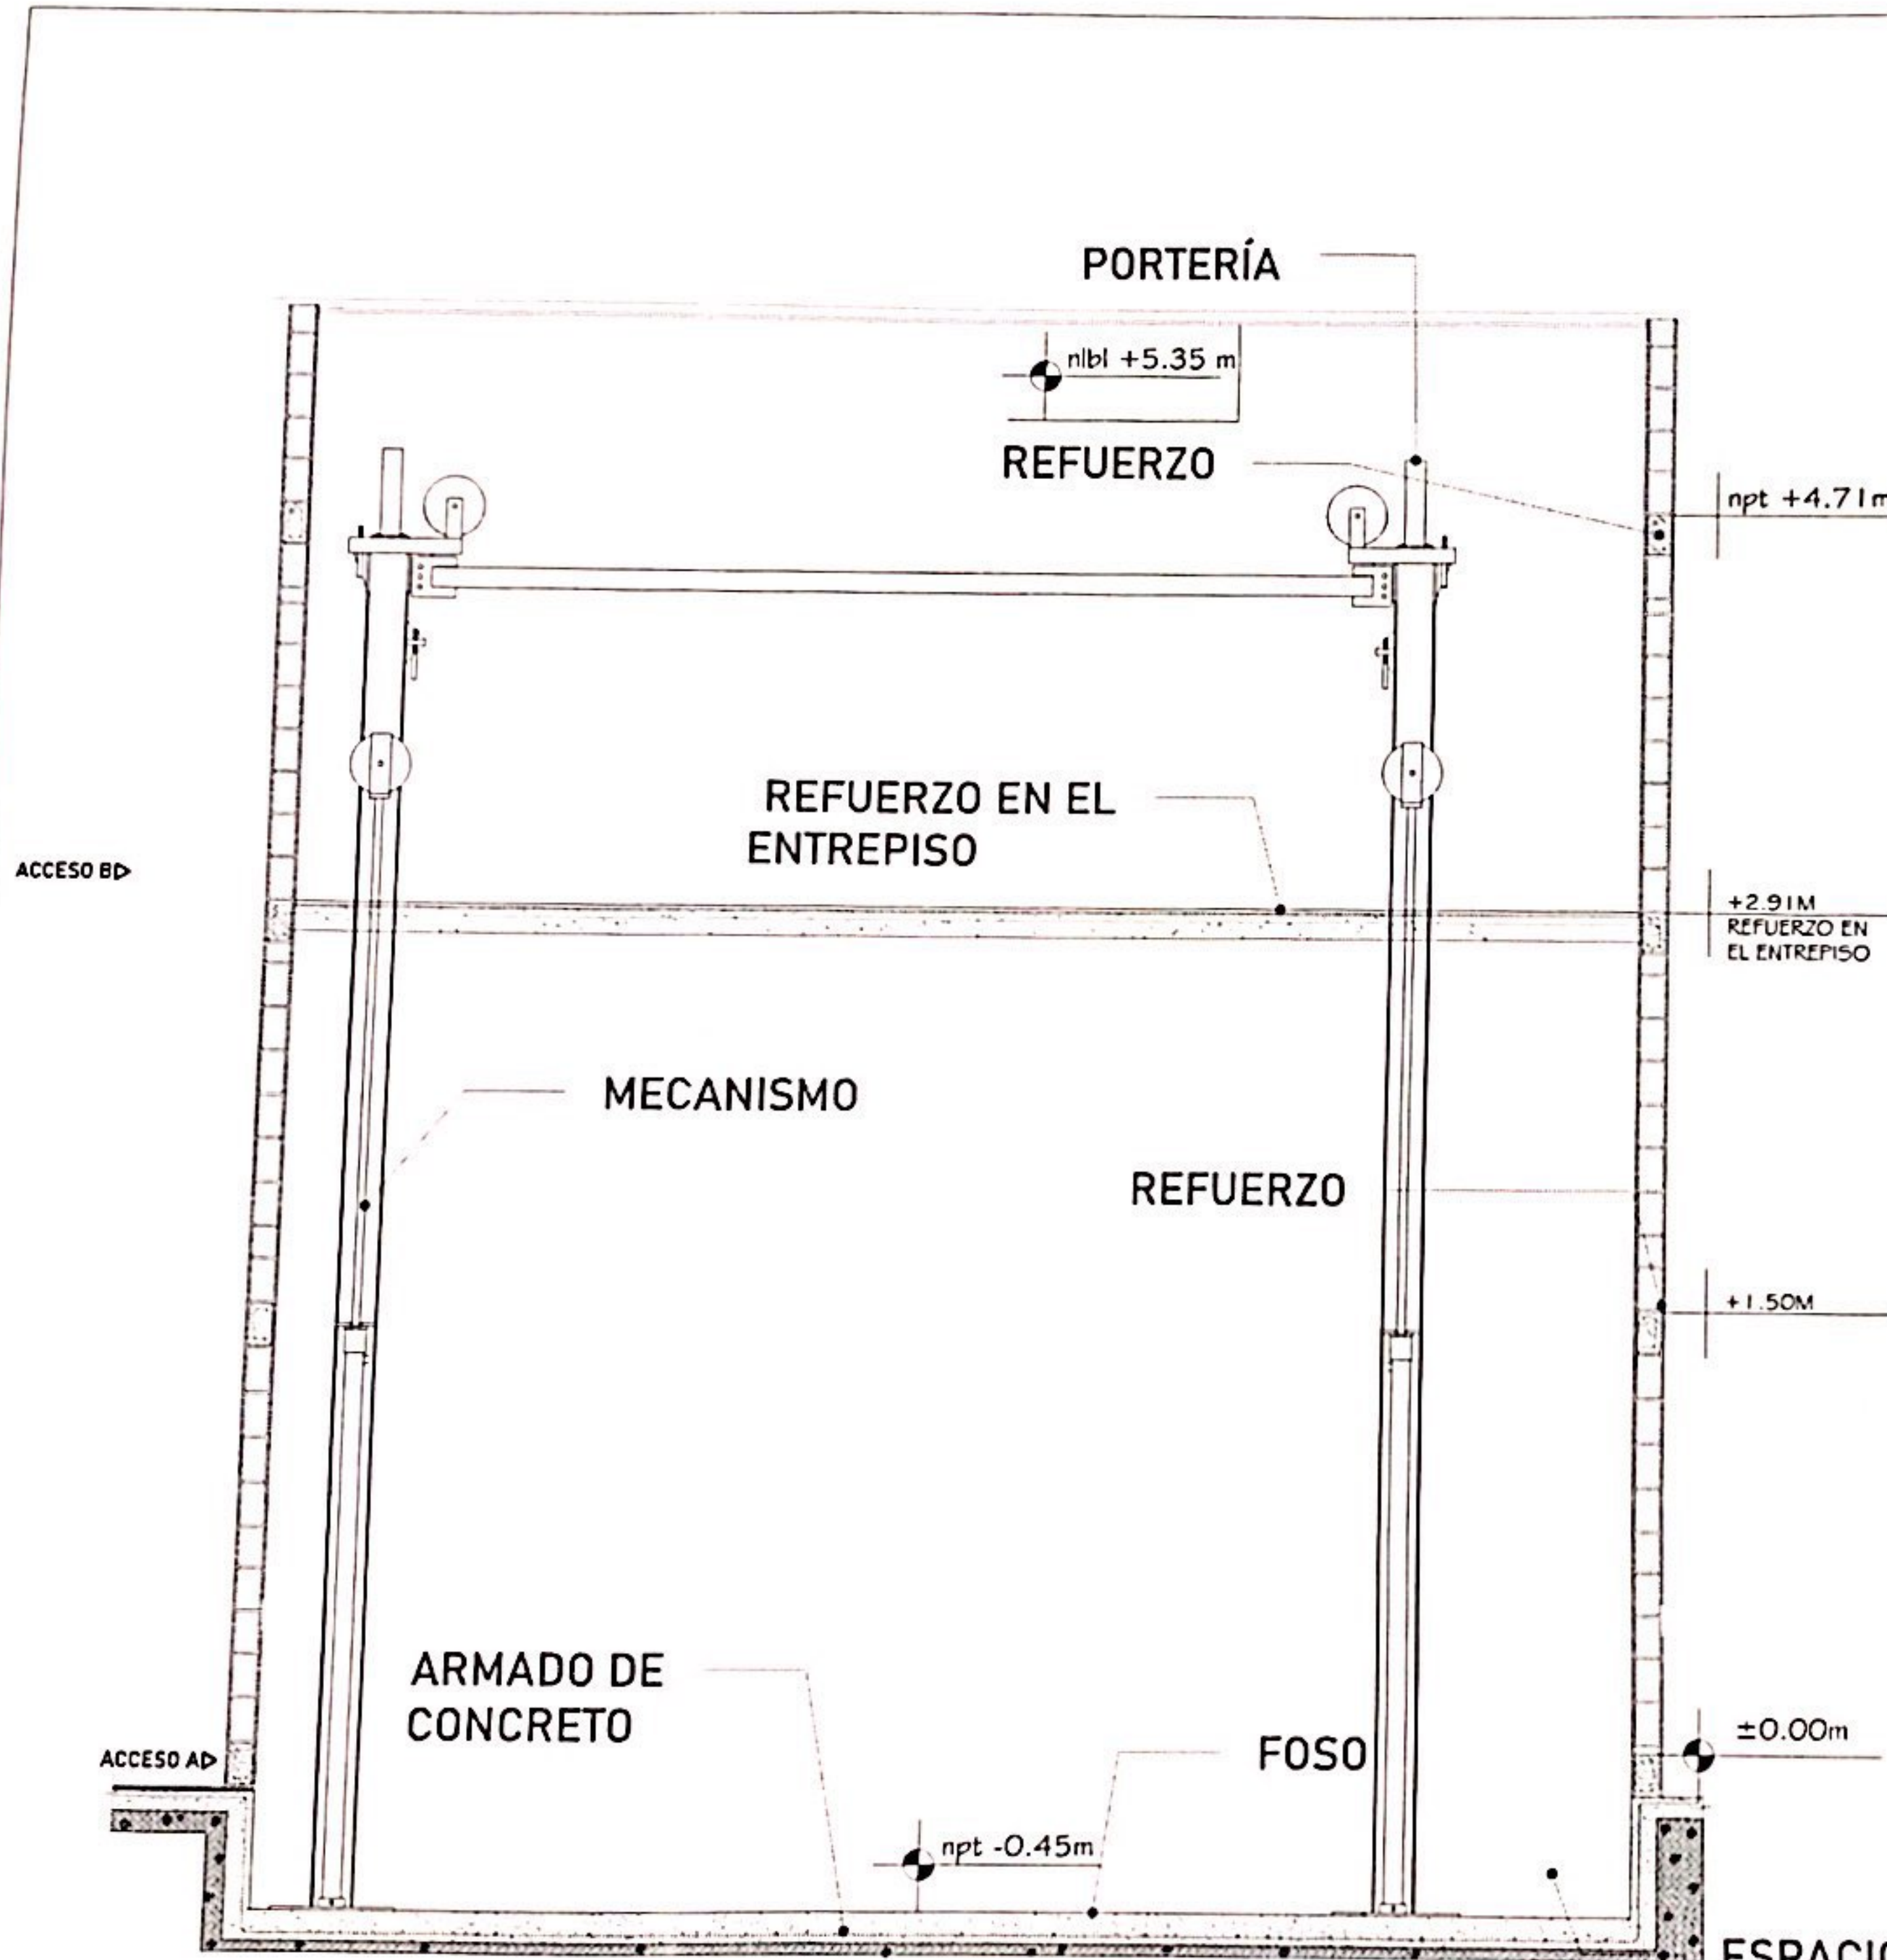 PORTERÍA
nlbl +5.35 m
REFUERZO
npt +4.71m
REFUERZO EN EL
ENTREPISO
ACCESO B
+2.91M
REFUERZO EN
EL ENTREPISO
MECANISMO
REFUERZO
+1.50M
ARMADO DE
CONCRETO
FOSO
±0.00m
ACCESO A
npt -0.45m
ESPACIO